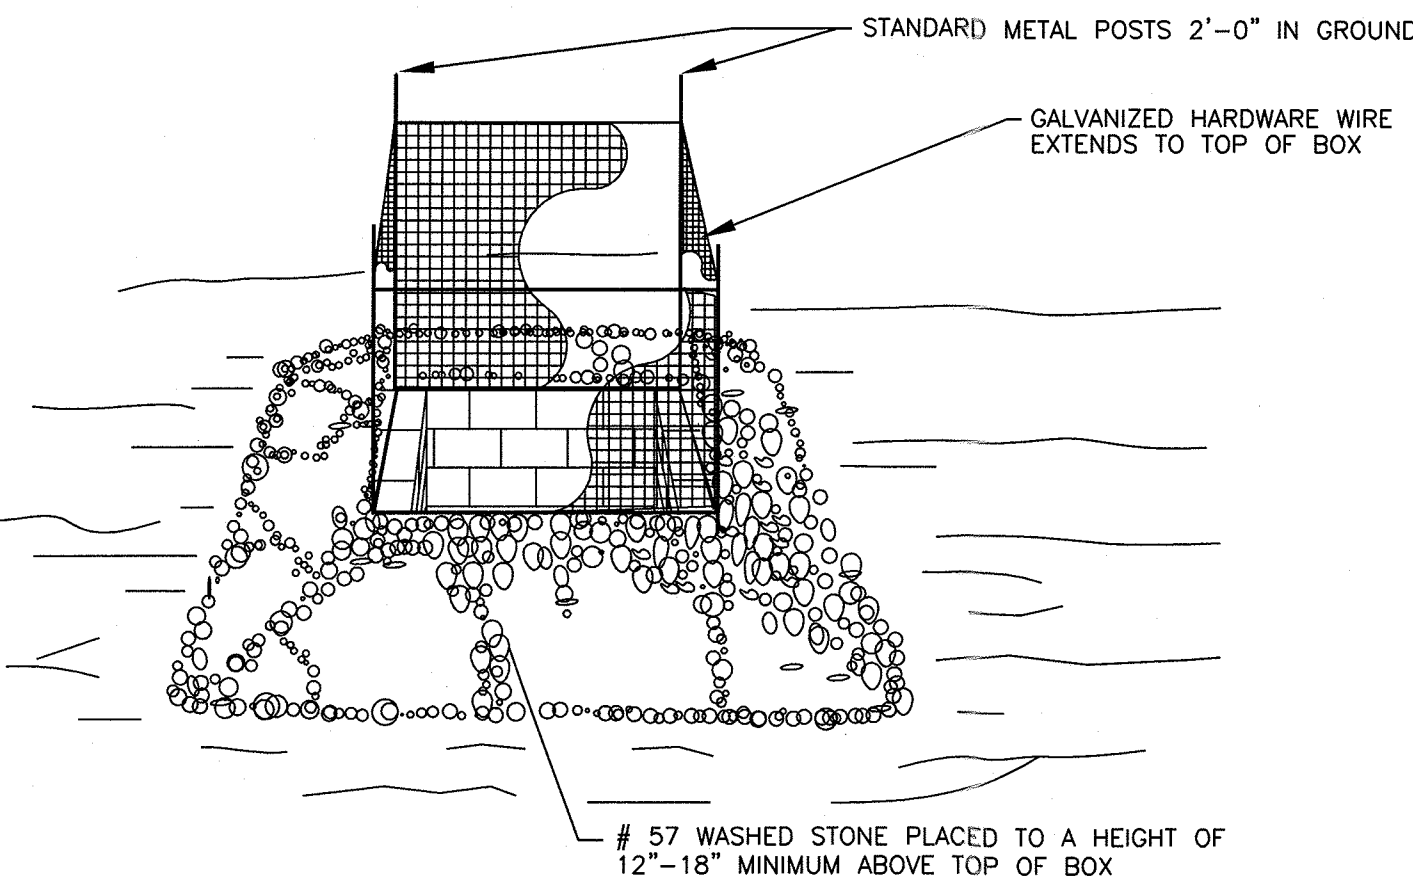 STANDARD METAL POSTS 2'-0" IN GROUND
GALVANIZED HARDWARE WIRE
EXTENDS TO TOP OF BOX
# 57 WASHED STONE PLACED TO A HEIGHT OF
12"-18" MINIMUM ABOVE TOP OF BOX